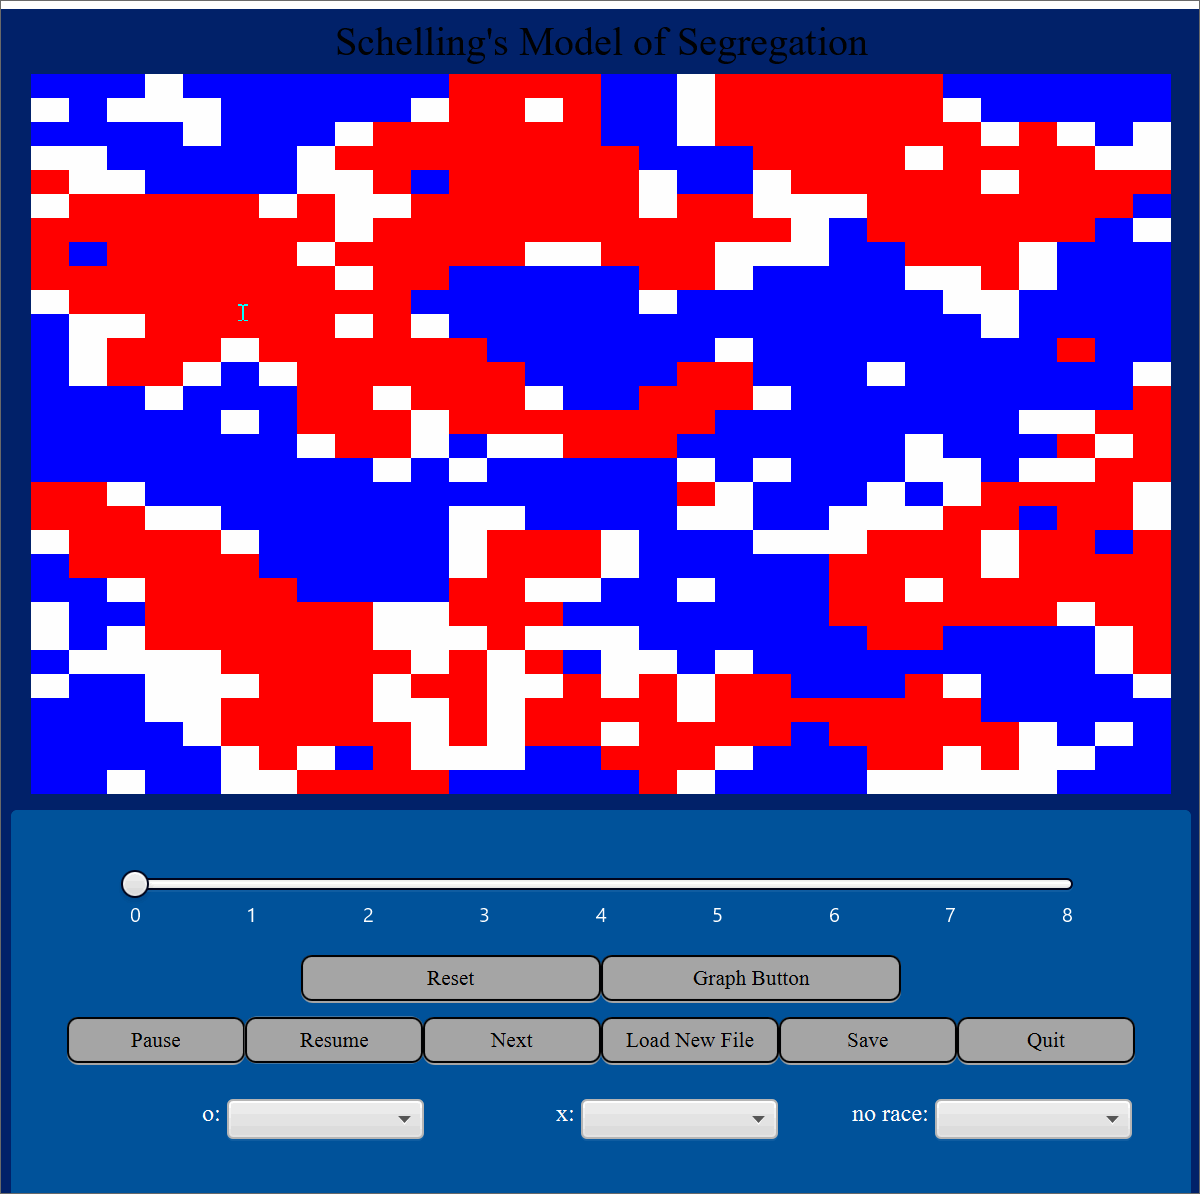 Schelling's Model of Segregation
0 1 2 3 4 5 6 7 8
Reset Graph Button
Pause Resume Next Load New File Save Quit
o: x: no race: